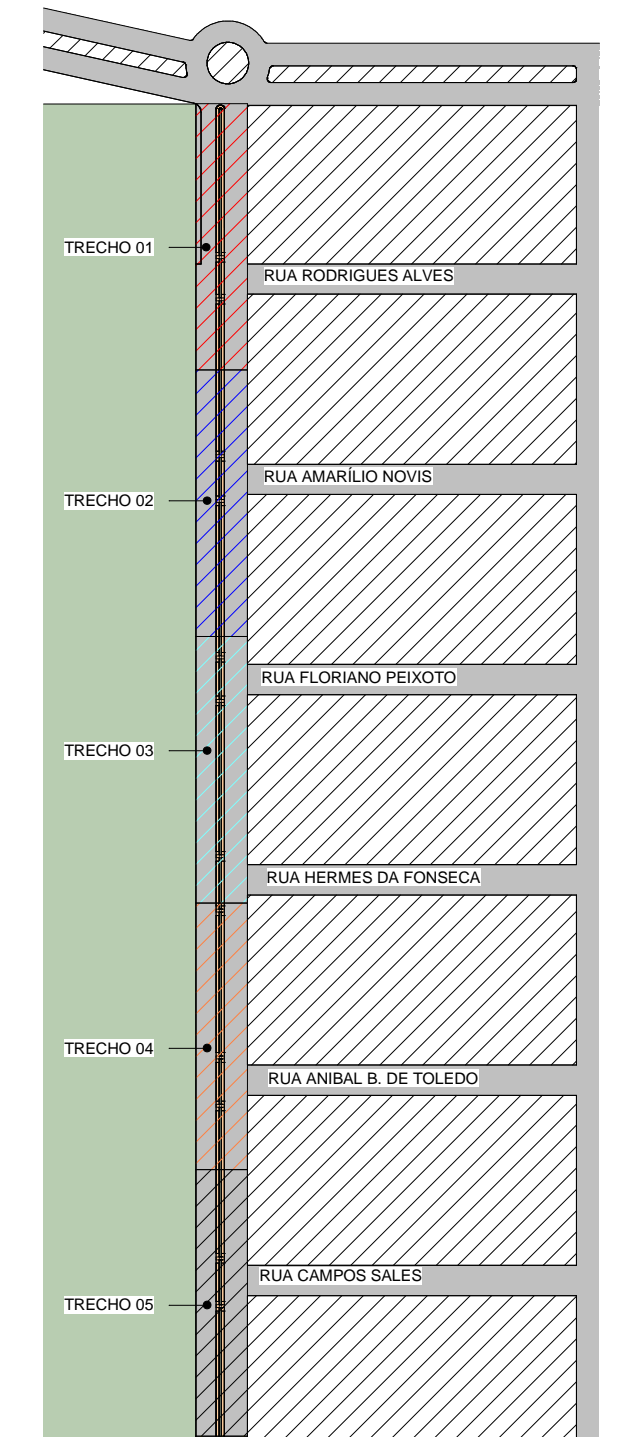 TRECHO 01
RUA RODRIGUES ALVES
RUA AMARÍLIO NOVIS
TRECHO 02
RUA FLORIANO PEIXOTO
TRECHO 03
RUA HERMES DA FONSECA
TRECHO 04
RUA ANIBAL B. DE TOLEDO
RUA CAMPOS SALES
TRECHO 05